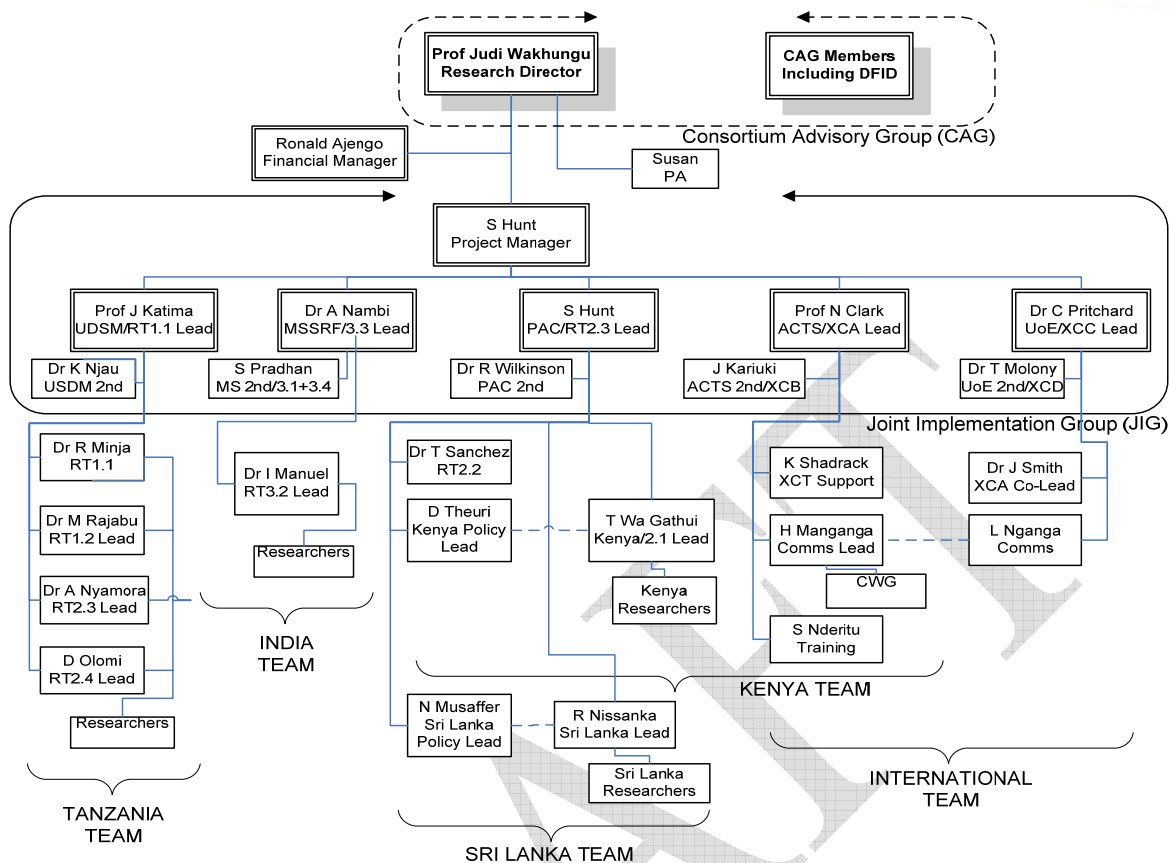 Prof Judi Wakhungu
Research Director
CAG Members
Including DFID
Consortium Advisory Group (CAG)
Ronald Ajengo
Financial Manager
Susan
PA
S Hunt
Project Manager
Prof J Katima
UDSM/RT1.1 Lead
Dr A Nambi
MSSRF/3.3 Lead
S Hunt
PAC/RT2.3 Lead
Prof N Clark
ACTS/XCA Lead
Dr C Pritchard
UoE/XCC Lead
Dr K Njau
USDM 2nd
S Pradhan
MS 2nd/3.1+3.4
Dr R Wilkinson
PAC 2nd
J Kariuki
ACTS 2nd/XCB
Dr T Molony
UoE 2nd/XCD
Joint Implementation Group (JIG)
Dr R Minja
RT1.1
Dr M Rajabu
RT1.2 Lead
Dr A Nyamora
RT2.3 Lead
D Olomi
RT2.4 Lead
Researchers
TANZANIA
TEAM
Dr I Manuel
RT3.2 Lead
Researchers
INDIA
TEAM
Dr T Sanchez
RT2.2
D Theuri
Kenya Policy
Lead
T Wa Gathui
Kenya/2.1 Lead
Kenya
Researchers
K Shadrack
XCT Support
H Manganga
Comms Lead
CWG
S Nderitu
Training
KENYA TEAM
Dr J Smith
XCA Co-Lead
L Nganga
Comms
INTERNATIONAL
TEAM
N Musaffer
Sri Lanka
Policy Lead
R Nissanka
Sri Lanka Lead
Sri Lanka
Researchers
SRI LANKA TEAM